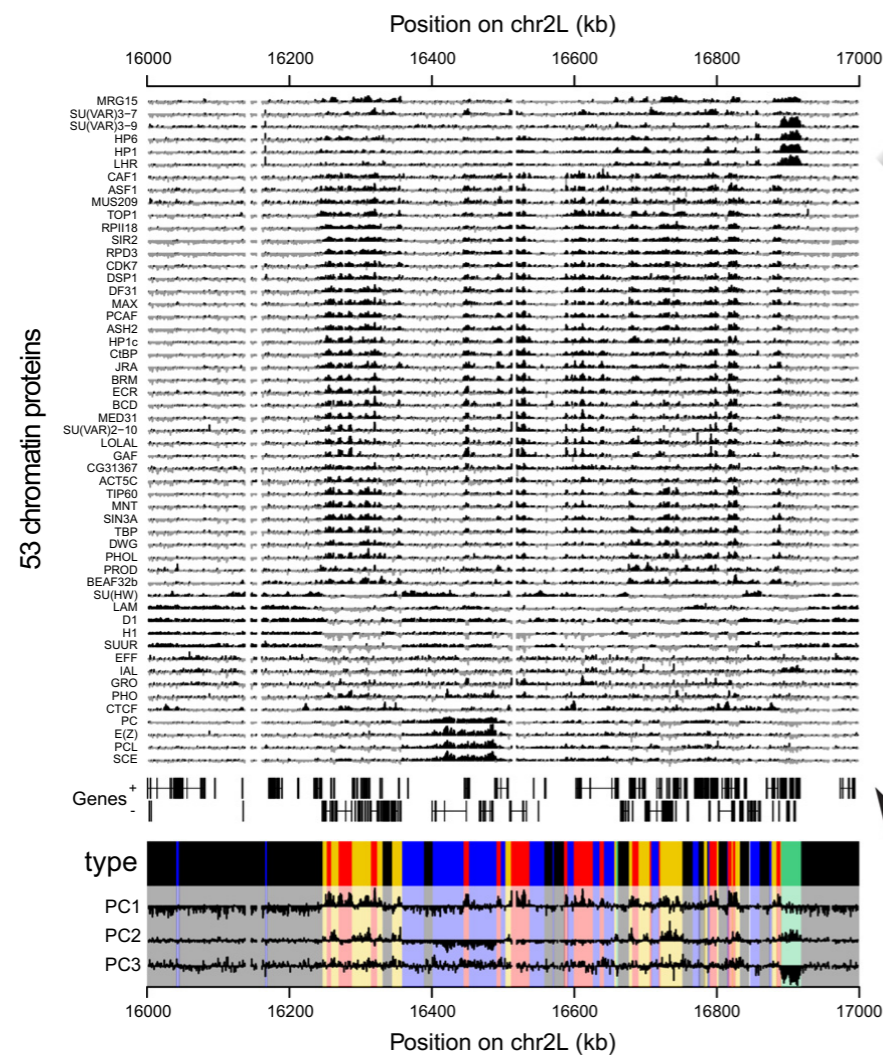 Position on chr2L (kb)
16000 16200 16400 16600 16800 17000
53 chromatin proteins
MRG15
SU(VAR)3−7
SU(VAR)3−9
HP6
HP1
LHR
CAF1
ASF1
MUS209
TOP1
RPII18
SIR2
RPD3
CDK7
DSP1
DF31
MAX
PCAF
ASH2
HP1c
CtBP
JRA
BRM
ECR
BCD
MED31
SU(VAR)2−10
LOLAL
GAF
CG31367
ACT5C
TIP60
MNT
SIN3A
TBP
DWG
PHOL
PROD
BEAF32b
SU(HW)
LAM
D1
H1
SUUR
EFF
IAL
GRO
PHO
CTCF
PC
E(Z)
PCL
SCE
Genes +
-
type
PC1
PC2
PC3
16000 16200 16400 16600 16800 17000
Position on chr2L (kb)